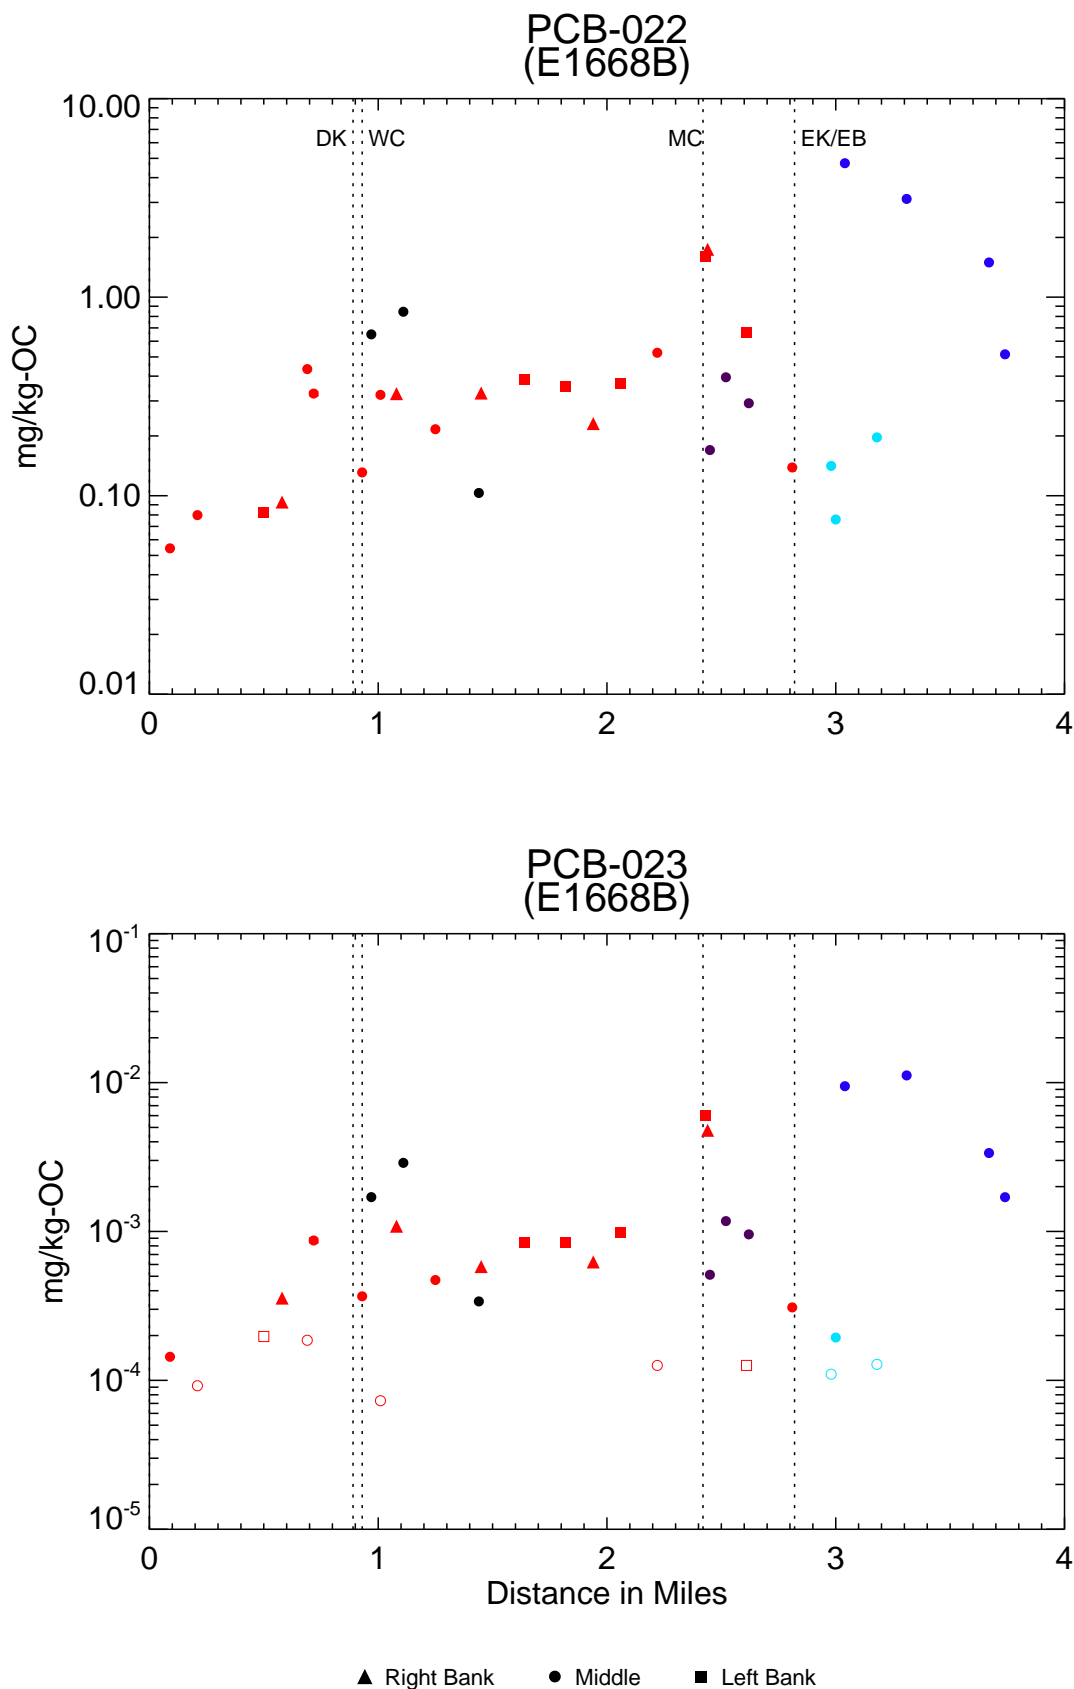 PCB-022
(E1668B)
10.00
1.00
0.10
0.01
mg/kg-OC
DK
WC
MC
EK/EB
0 1 2 3 4
PCB-023
(E1668B)
10^-1
10^-2
10^-3
10^-4
10^-5
mg/kg-OC
0 1 2 3 4
Distance in Miles
Right Bank
Middle
Left Bank